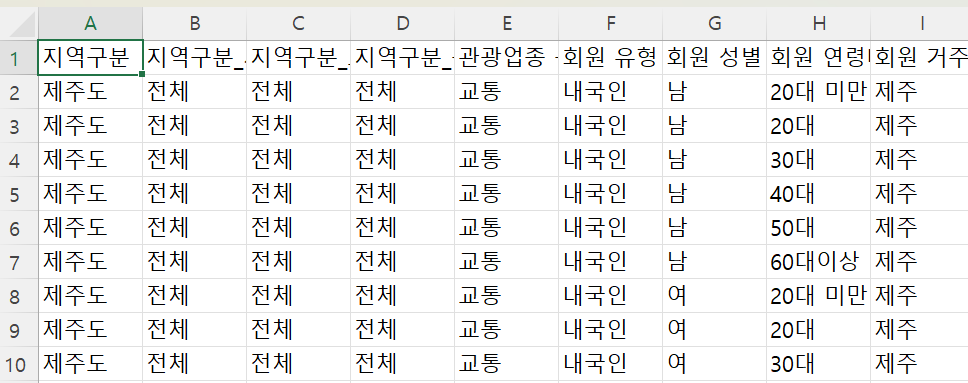 A B C D E F G H I
1 지역구분 지역구분_ 지역구분_ 지역구분_ 관광업종 회원 유형 회원 성별 회원 연령 회원 거주
2 제주도 전체 전체 전체 교통 내국인 남 20대 미만 제주
3 제주도 전체 전체 전체 교통 내국인 남 20대 제주
4 제주도 전체 전체 전체 교통 내국인 남 30대 제주
5 제주도 전체 전체 전체 교통 내국인 남 40대 제주
6 제주도 전체 전체 전체 교통 내국인 남 50대 제주
7 제주도 전체 전체 전체 교통 내국인 남 60대이상 제주
8 제주도 전체 전체 전체 교통 내국인 여 20대 미만 제주
9 제주도 전체 전체 전체 교통 내국인 여 20대 제주
10 제주도 전체 전체 전체 교통 내국인 여 30대 제주